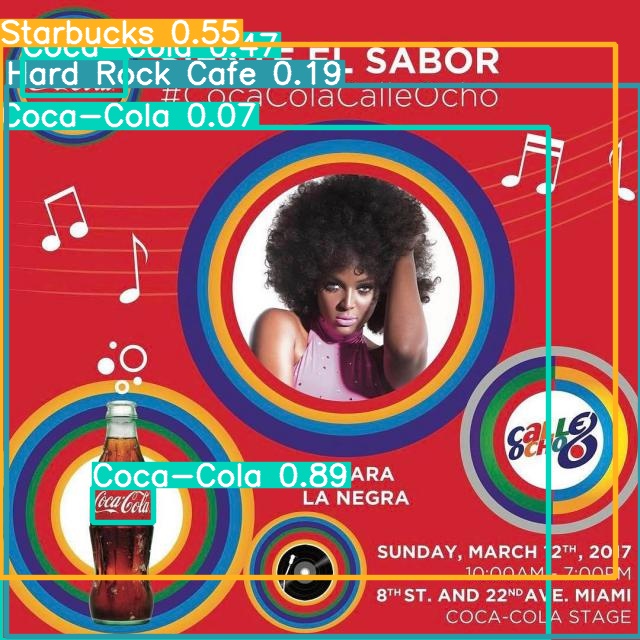 Starbucks 0.55
Coca-Cola 0.47
Hard Rock Cafe 0.19
EL SABOR
#CocaColaCalleOcho
Coca-Cola 0.07
CALLE
OCHO 8
Coca-Cola 0.89
Coca-Cola
ARA
LA NEGRA
SUNDAY, MARCH 12TH, 2017
10:00AM - 7:00PM
8TH ST. AND 22ND AVE. MIAMI
COCA-COLA STAGE